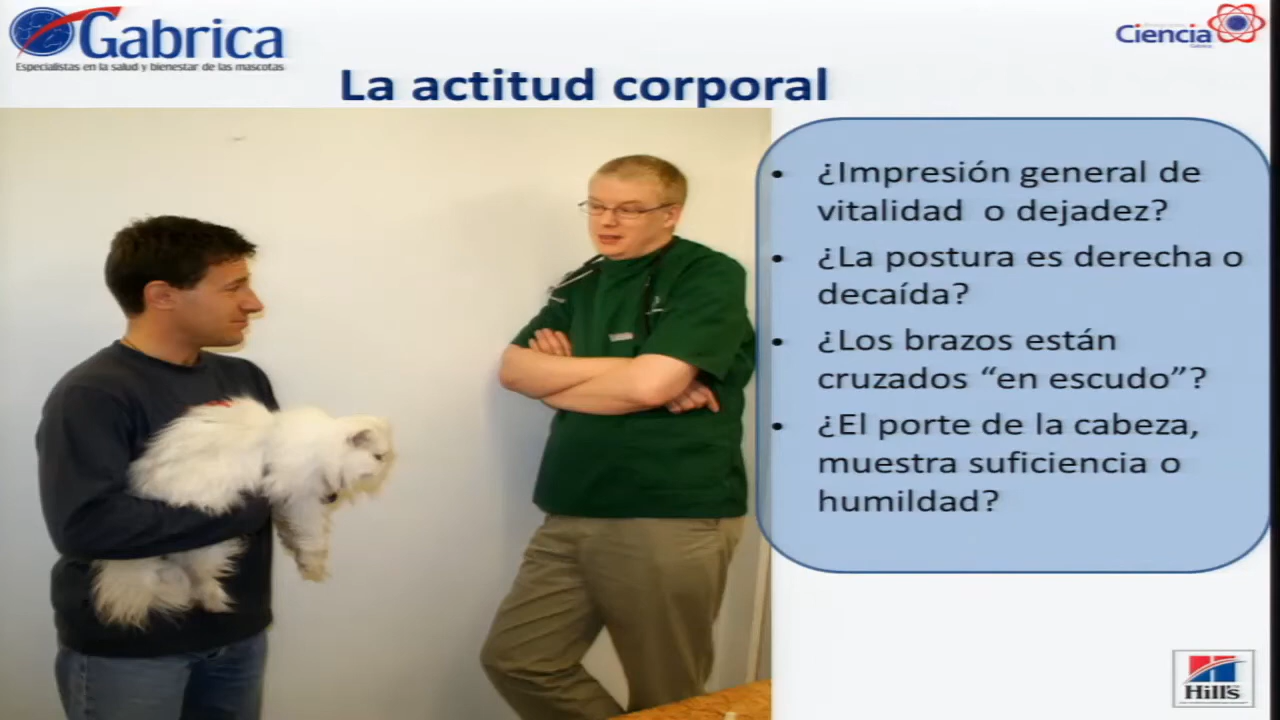 Gabrica
Especialistas en la salud y bienestar de las mascotas
Ciencia
La actitud corporal
• ¿Impresión general de
vitalidad o dejadez?
• ¿La postura es derecha o
decaída?
• ¿Los brazos están
cruzados “en escudo”?
• ¿El porte de la cabeza,
muestra suficiencia o
humildad?
Hill's